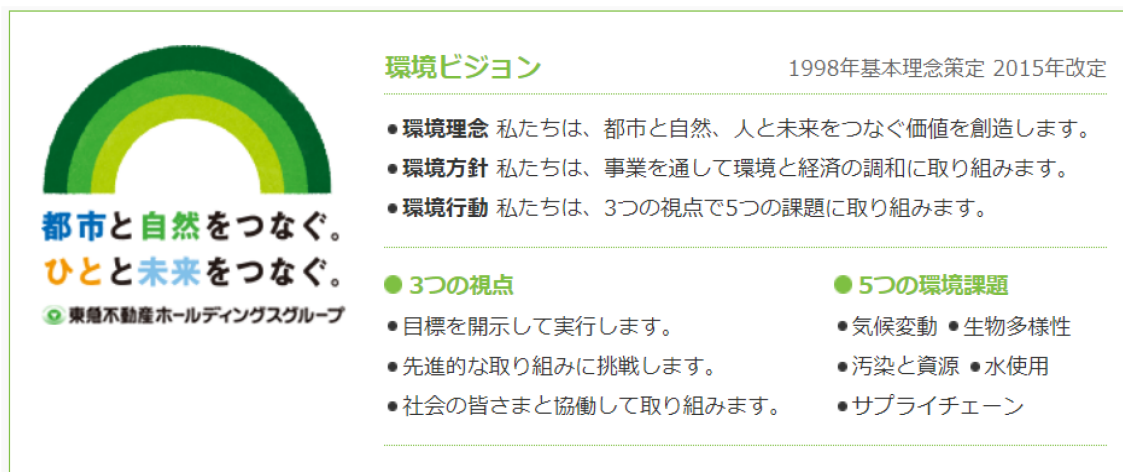 都市と自然をつなぐ。
ひとと未来をつなぐ。
東急不動産ホールディングスグループ
環境ビジョン 1998年基本理念策定 2015年改定
●環境理念 私たちは、都市と自然、人と未来をつなぐ価値を創造します。
●環境方針 私たちは、事業を通して環境と経済の調和に取り組みます。
●環境行動 私たちは、3つの視点で5つの課題に取り組みます。
● 3つの視点
●目標を開示して実行します。
●先進的な取り組みに挑戦します。
●社会の皆さまと協働して取り組みます。
● 5つの環境課題
●気候変動 ●生物多様性
●汚染と資源 ●水使用
●サプライチェーン